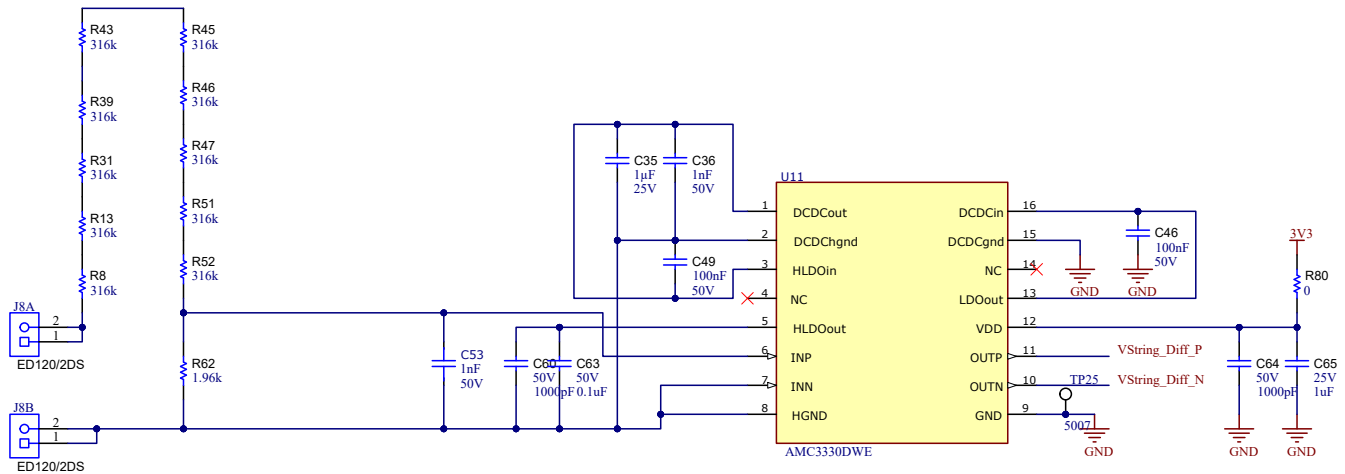 R43
316k
R45
316k
R39
316k
R46
316k
R31
316k
R47
316k
R13
316k
R51
316k
R8
316k
R52
316k
J8A
2
1
ED120/2DS
R62
1.96k
J8B
2
1
ED120/2DS
C53
1nF
50V
C60
50V
1000pF
C63
50V
0.1uF
C35
1µF
25V
C36
1nF
50V
C49
100nF
50V
U11
1 DCDCout
2 DCDChgnd
3 HLDOin
4 NC
5 HLDOout
6 INP
7 INN
8 HGND
DCDCin 16
DCDCgnd 15
NC 14
LDOout 13
VDD 12
OUTP 11
OUTN 10
GND 9
AMC3330DWE
C46
100nF
50V
GND
GND
3V3
R80
0
VString_Diff_P
VString_Diff_N
TP25
5007
GND
C64
50V
1000pF
C65
25V
1uF
GND
GND